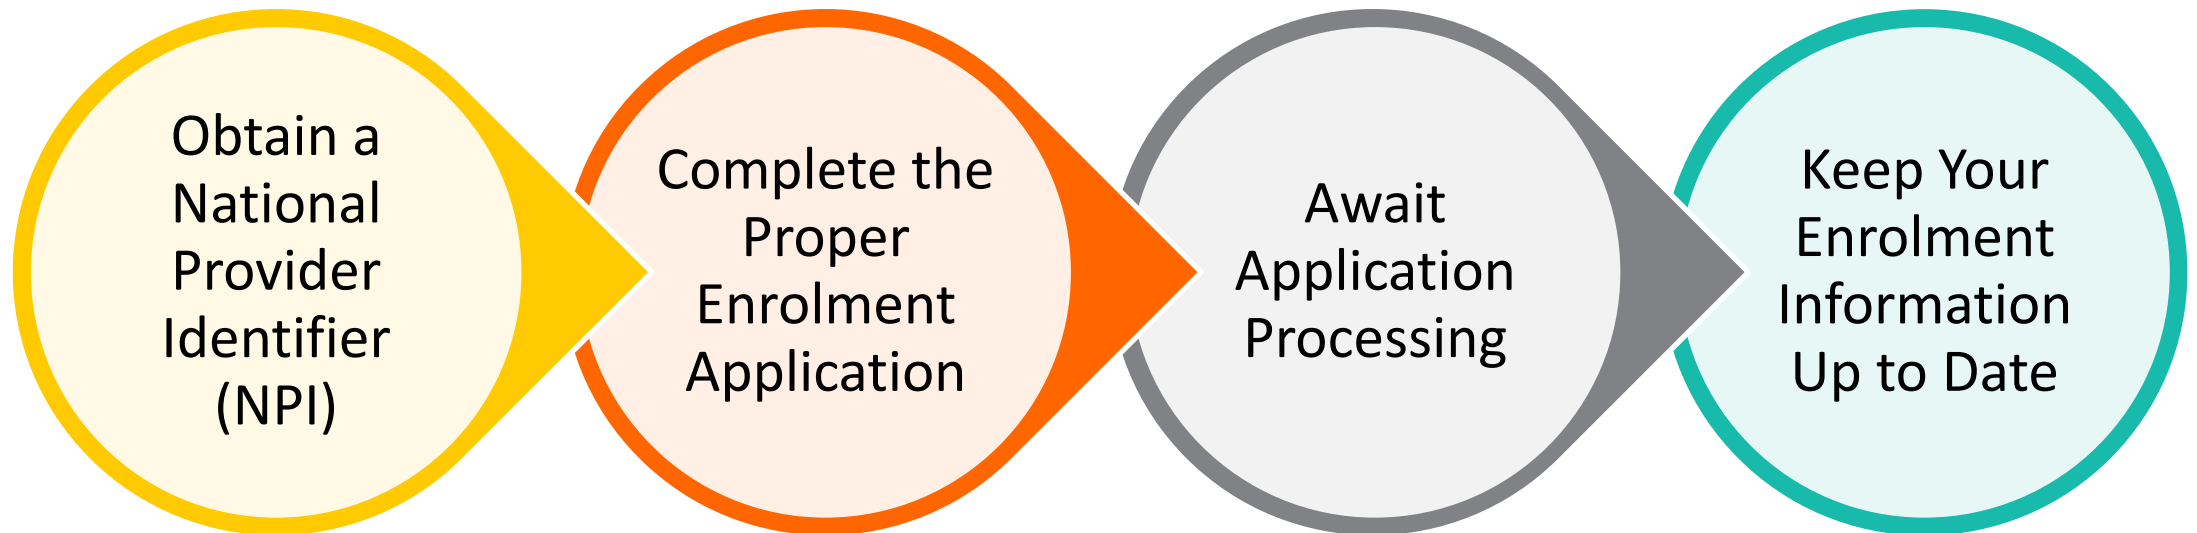 Obtain a
National
Provider
Identifier
(NPI)
Complete the
Proper
Enrolment
Application
Await
Application
Processing
Keep Your
Enrolment
Information
Up to Date